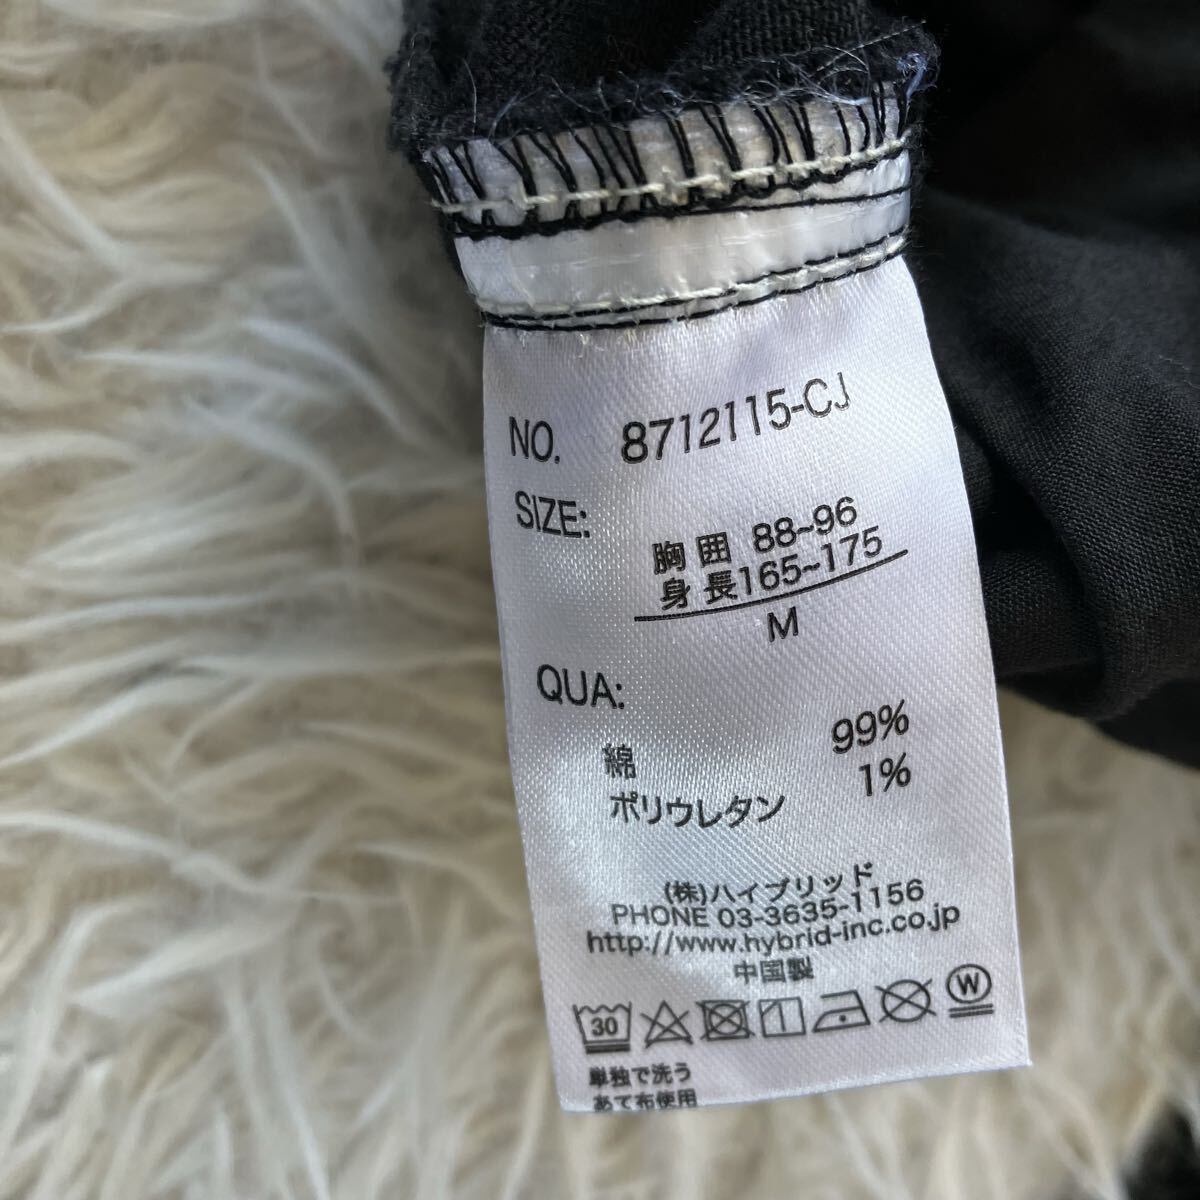 NO. 8712115-CJ
SIZE:
胸囲 88~96
身長165~175
M
QUA:
綿 99%
ポリウレタン 1%
(株)ハイブリッド
PHONE 03-3635-1156
http://www.hybrid-inc.co.jp
中国製
30 W
単独で洗う
あて布使用